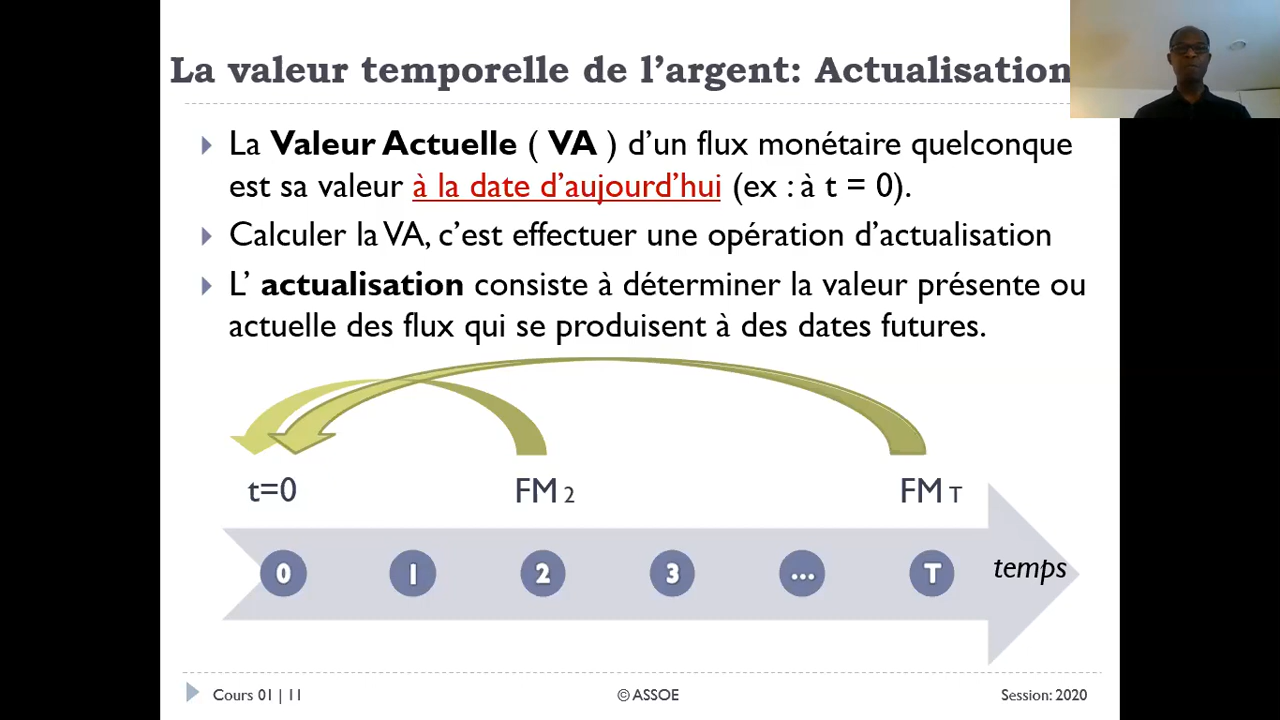 La valeur temporelle de l’argent: Actualisation
La Valeur Actuelle ( VA ) d’un flux monétaire quelconque
est sa valeur à la date d’aujourd’hui (ex : à t = 0).
Calculer la VA, c’est effectuer une opération d’actualisation
L’ actualisation consiste à déterminer la valeur présente ou
actuelle des flux qui se produisent à des dates futures.
t=0 FM 2 FM T
0 1 2 3 ... T temps
Cours 01 | 11 © ASSOE Session: 2020